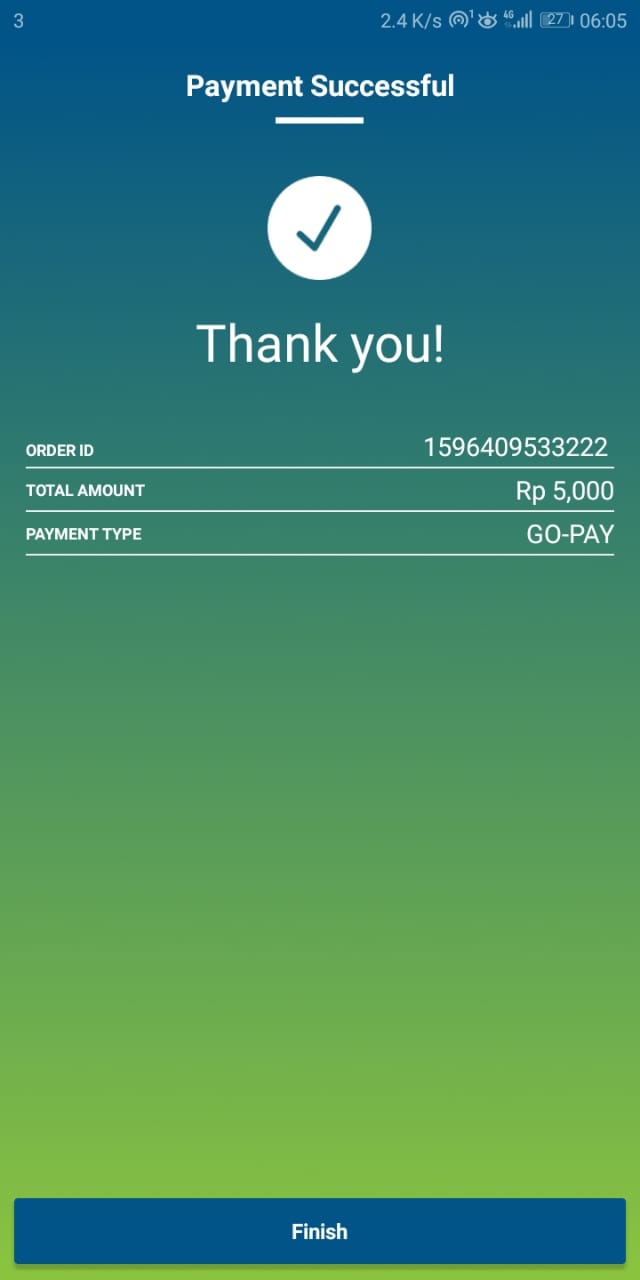 3 2.4 K/s 1 4G 27 06:05
Payment Successful
Thank you!
ORDER ID 1596409533222
TOTAL AMOUNT Rp 5,000
PAYMENT TYPE GO-PAY
Finish